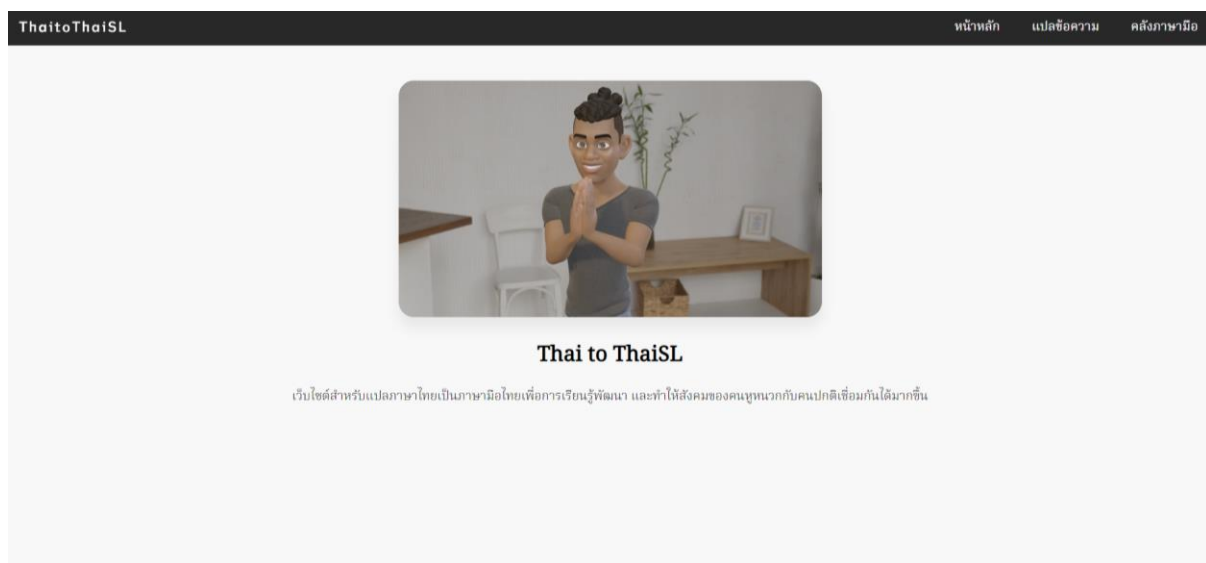 ThaitoThaiSL
หน้าหลัก แปลข้อความ คลังภาษามือ
Thai to ThaiSL
เว็บไซต์สำหรับแปลภาษาไทยเป็นภาษามือไทยเพื่อการเรียนรู้พัฒนา และทำให้สังคมของคนหูหนวกกับคนปกติเชื่อมกันได้มากขึ้น